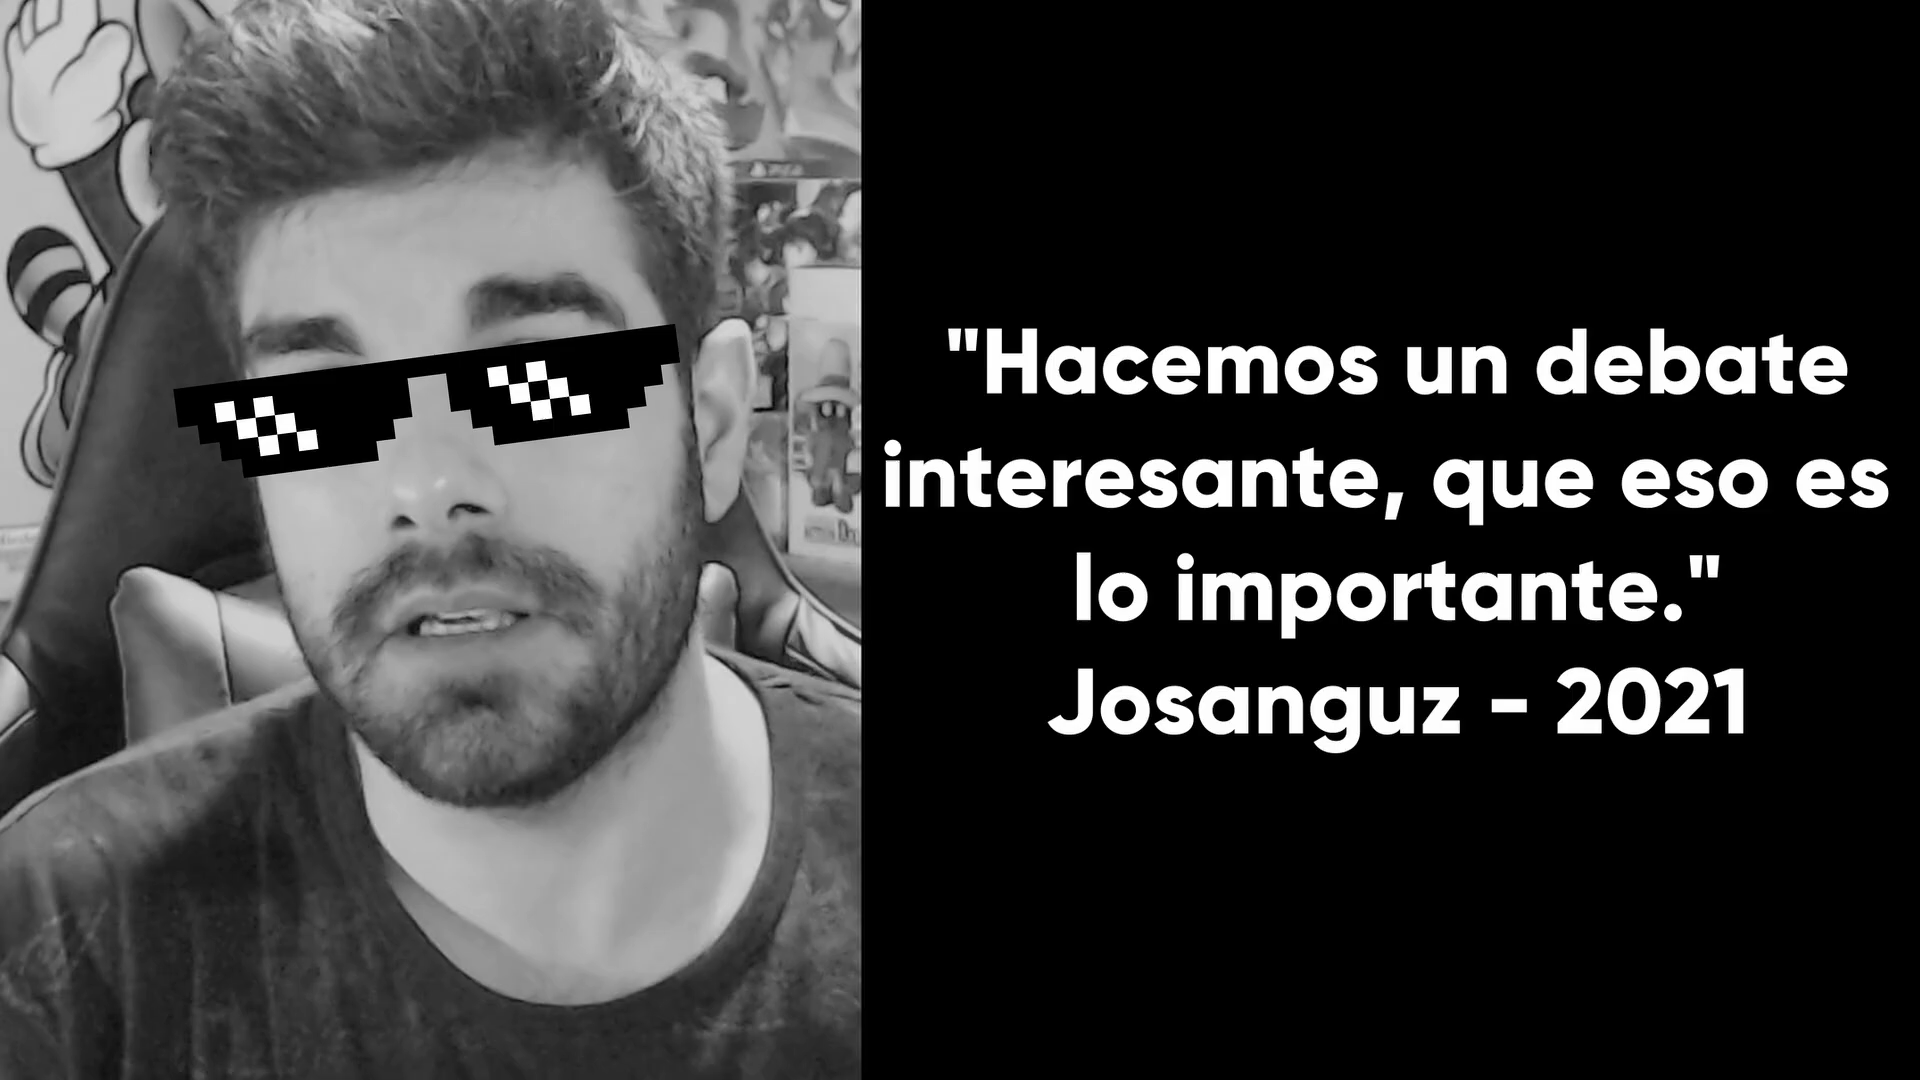 "Hacemos un debate
interesante, que eso es
lo importante."
Josanguz - 2021